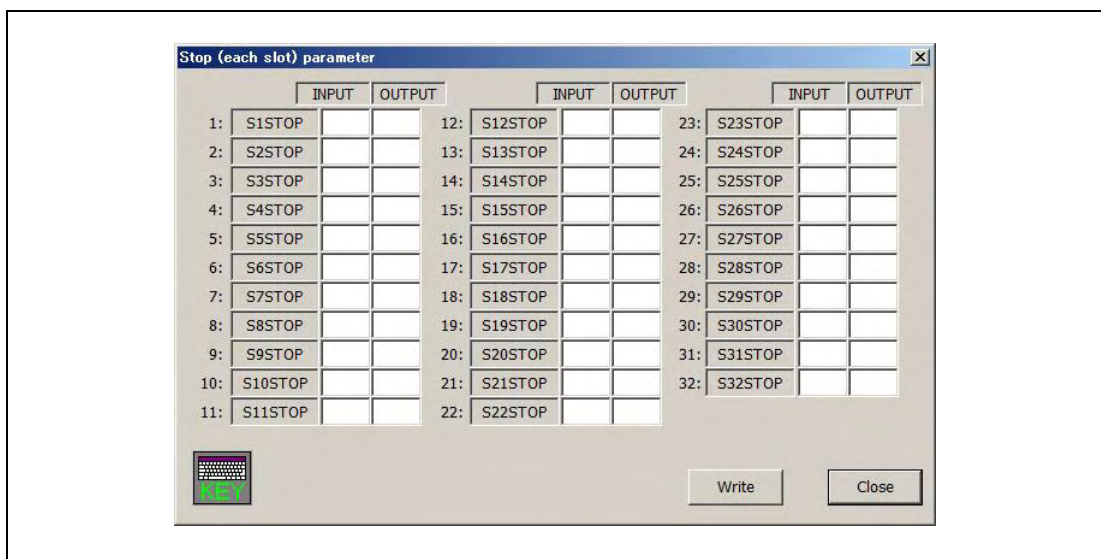 Stop (each slot) parameter
INPUT OUTPUT INPUT OUTPUT INPUT OUTPUT
1: S1STOP 12: S12STOP 23: S23STOP
2: S2STOP 13: S13STOP 24: S24STOP
3: S3STOP 14: S14STOP 25: S25STOP
4: S4STOP 15: S15STOP 26: S26STOP
5: S5STOP 16: S16STOP 27: S27STOP
6: S6STOP 17: S17STOP 28: S28STOP
7: S7STOP 18: S18STOP 29: S29STOP
8: S8STOP 19: S19STOP 30: S30STOP
9: S9STOP 20: S20STOP 31: S31STOP
10: S10STOP 21: S21STOP 32: S32STOP
11: S11STOP 22: S22STOP
KEY
Write Close